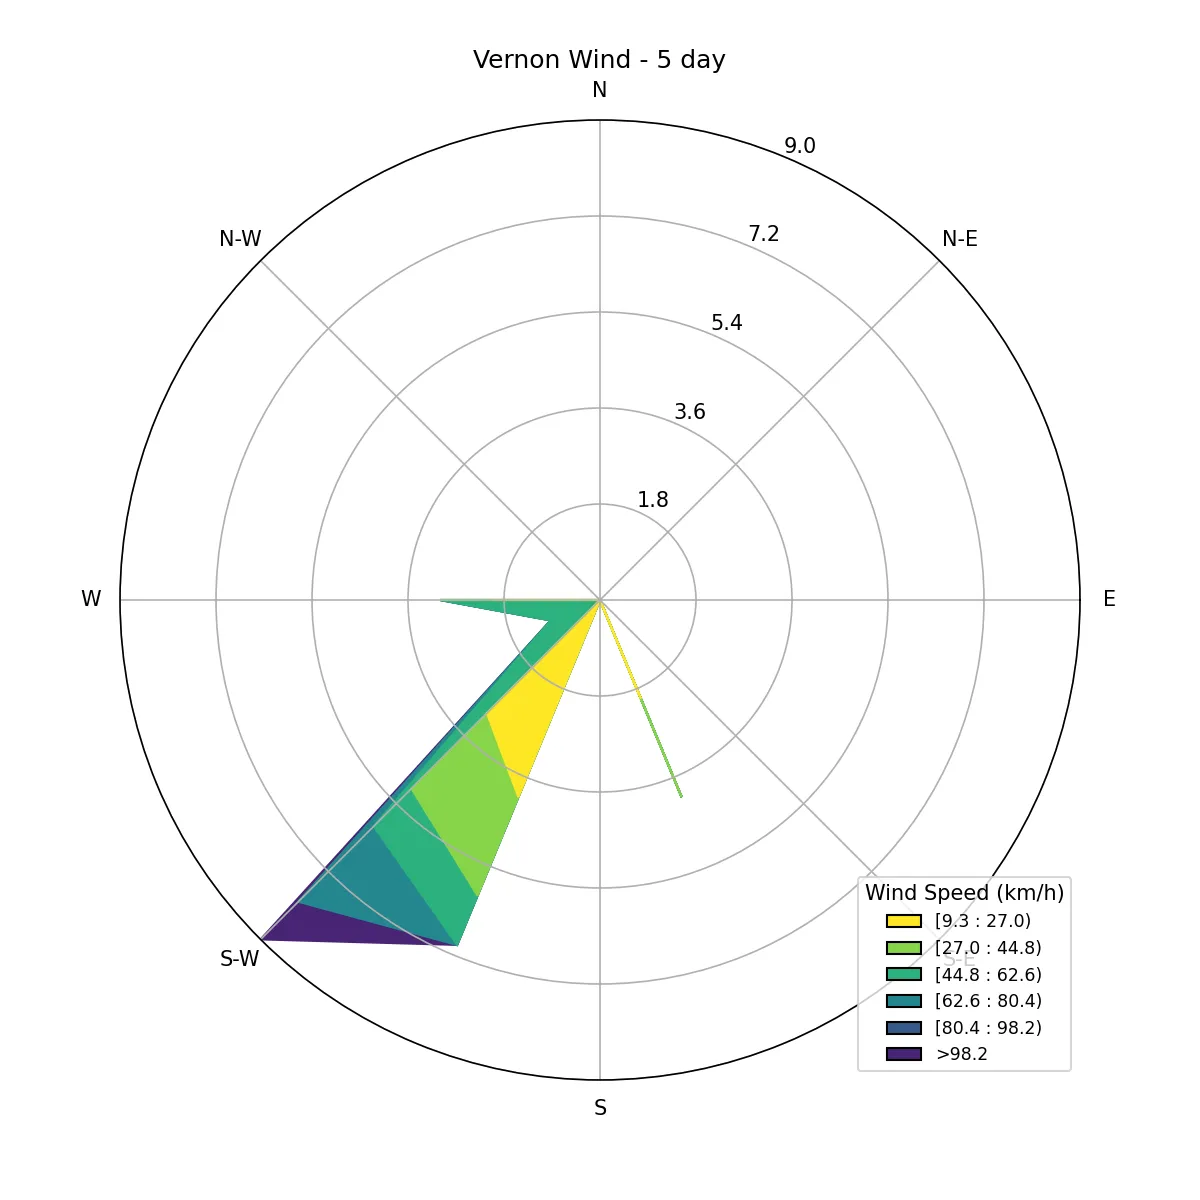 Vernon Wind - 5 day
N
9.0
N-W
7.2
N-E
5.4
3.6
1.8
W
E
S-W
S-E
Wind Speed (km/h)
[9.3 : 27.0)
[27.0 : 44.8)
[44.8 : 62.6)
[62.6 : 80.4)
[80.4 : 98.2)
>98.2
S